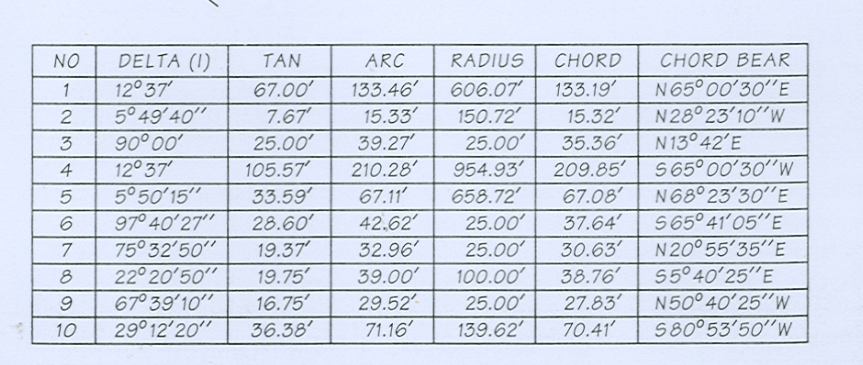 NO DELTA (I) TAN ARC RADIUS CHORD CHORD BEAR
1 12°37' 67.00' 133.46' 606.07' 133.19' N65°00'30"E
2 5°49'40" 7.67' 15.33' 150.72' 15.32' N28°23'10"W
3 90°00' 25.00' 39.27' 25.00' 35.36' N13°42'E
4 12°37' 105.57' 210.28' 954.93' 209.85' S65°00'30"W
5 5°50'15" 33.59' 67.11' 658.72' 67.08' N68°23'30"E
6 97°40'27" 28.60' 42.62' 25.00' 37.64' S65°41'05"E
7 75°32'50" 19.37' 32.96' 25.00' 30.63' N20°55'35"E
8 22°20'50" 19.75' 39.00' 100.00' 38.76' S5°40'25"E
9 67°39'10" 16.75' 29.52' 25.00' 27.83' N50°40'25"W
10 29°12'20" 36.38' 71.16' 139.62' 70.41' S80°53'50"W